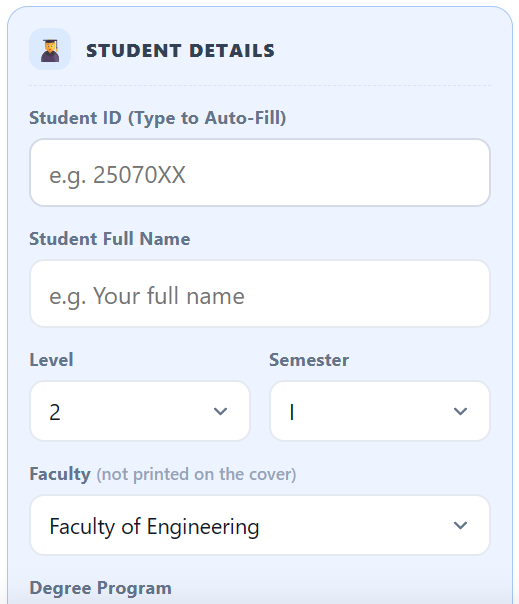 STUDENT DETAILS
Student ID (Type to Auto-Fill)
e.g. 25070XX
Student Full Name
e.g. Your full name
Level Semester
2 I
Faculty (not printed on the cover)
Faculty of Engineering
Degree Program